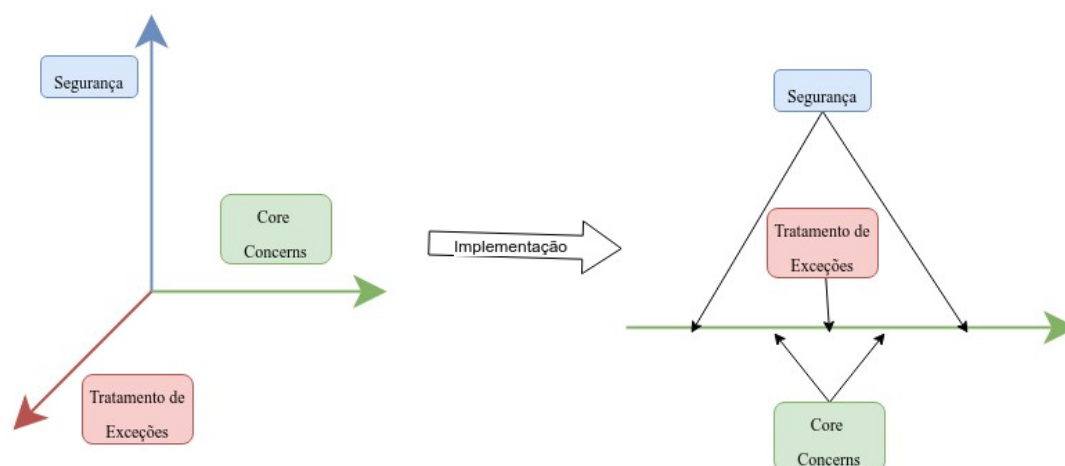 Segurança
Core
Concerns
Tratamento de
Exceções
Implementação
Segurança
Tratamento de
Exceções
Core
Concerns